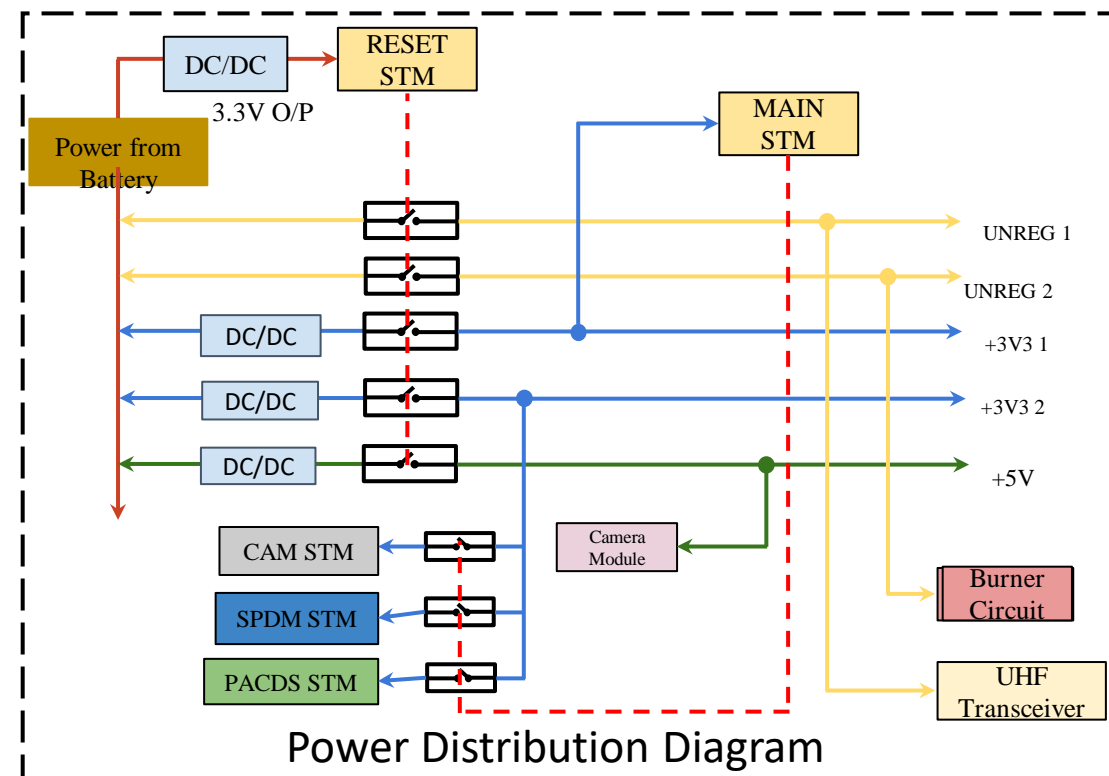 DC/DC
RESET
STM
3.3V O/P
MAIN
STM
Power from
Battery
UNREG 1
UNREG 2
DC/DC
+3V3 1
DC/DC
+3V3 2
DC/DC
+5V
CAM STM
Camera
Module
SPDM STM
Burner
Circuit
PACDS STM
UHF
Transceiver
Power Distribution Diagram